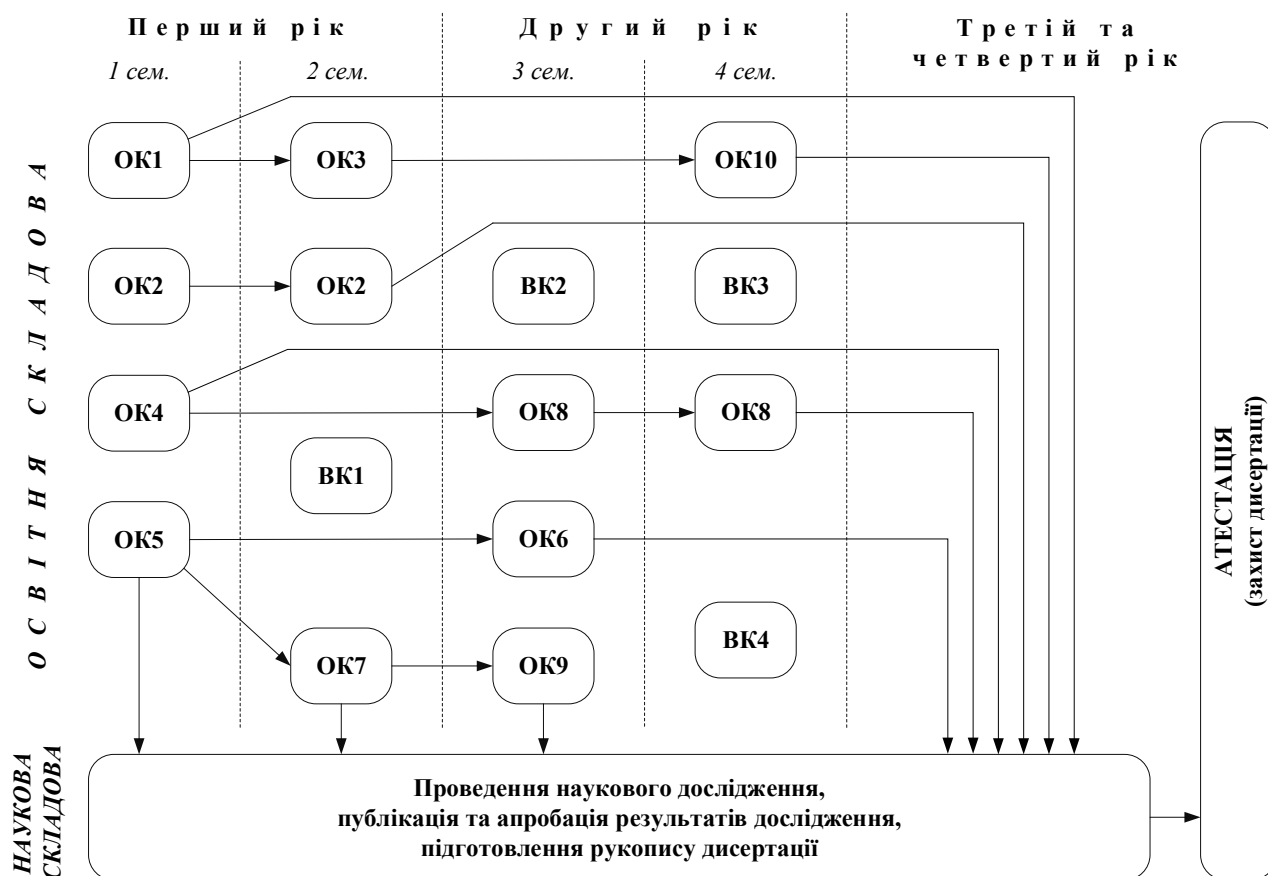 Перший рік
Другий рік
Третій та
четвертий рік
1 сем.
2 сем.
3 сем.
4 сем.
ОСВІТНЯ СКЛАДОВА
ОК1
ОК3
ОК10
ОК2
ОК2
ВК2
ВК3
ОК4
ОК8
ОК8
ВК1
ОК5
ОК6
ОК7
ОК9
ВК4
НАУКОВА
СКЛАДОВА
Проведення наукового дослідження,
публікація та апробація результатів дослідження,
підготовлення рукопису дисертації
АТЕСТАЦІЯ
(захист дисертації)